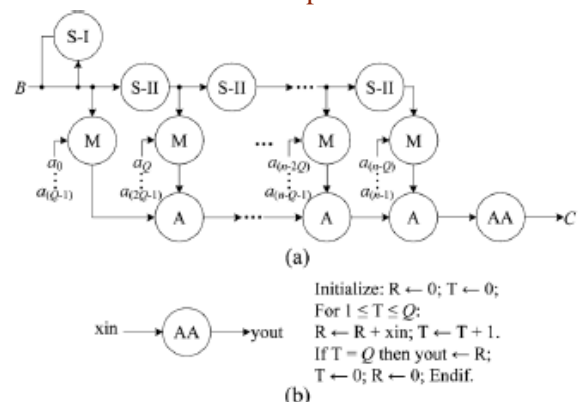 S-I
B S-II S-II ... S-II
M M ... M M
a0 aQ a(n-2Q) a(n-Q)
a(Q-1) a(2Q-1) a(n-Q-1) a(n-1)
A ... A A AA C
(a)
xin AA yout
Initialize: R ← 0; T ← 0;
For 1 ≤ T ≤ Q:
R ← R + xin; T ← T + 1.
If T = Q then yout ← R;
T ← 0; R ← 0; Endif.
(b)